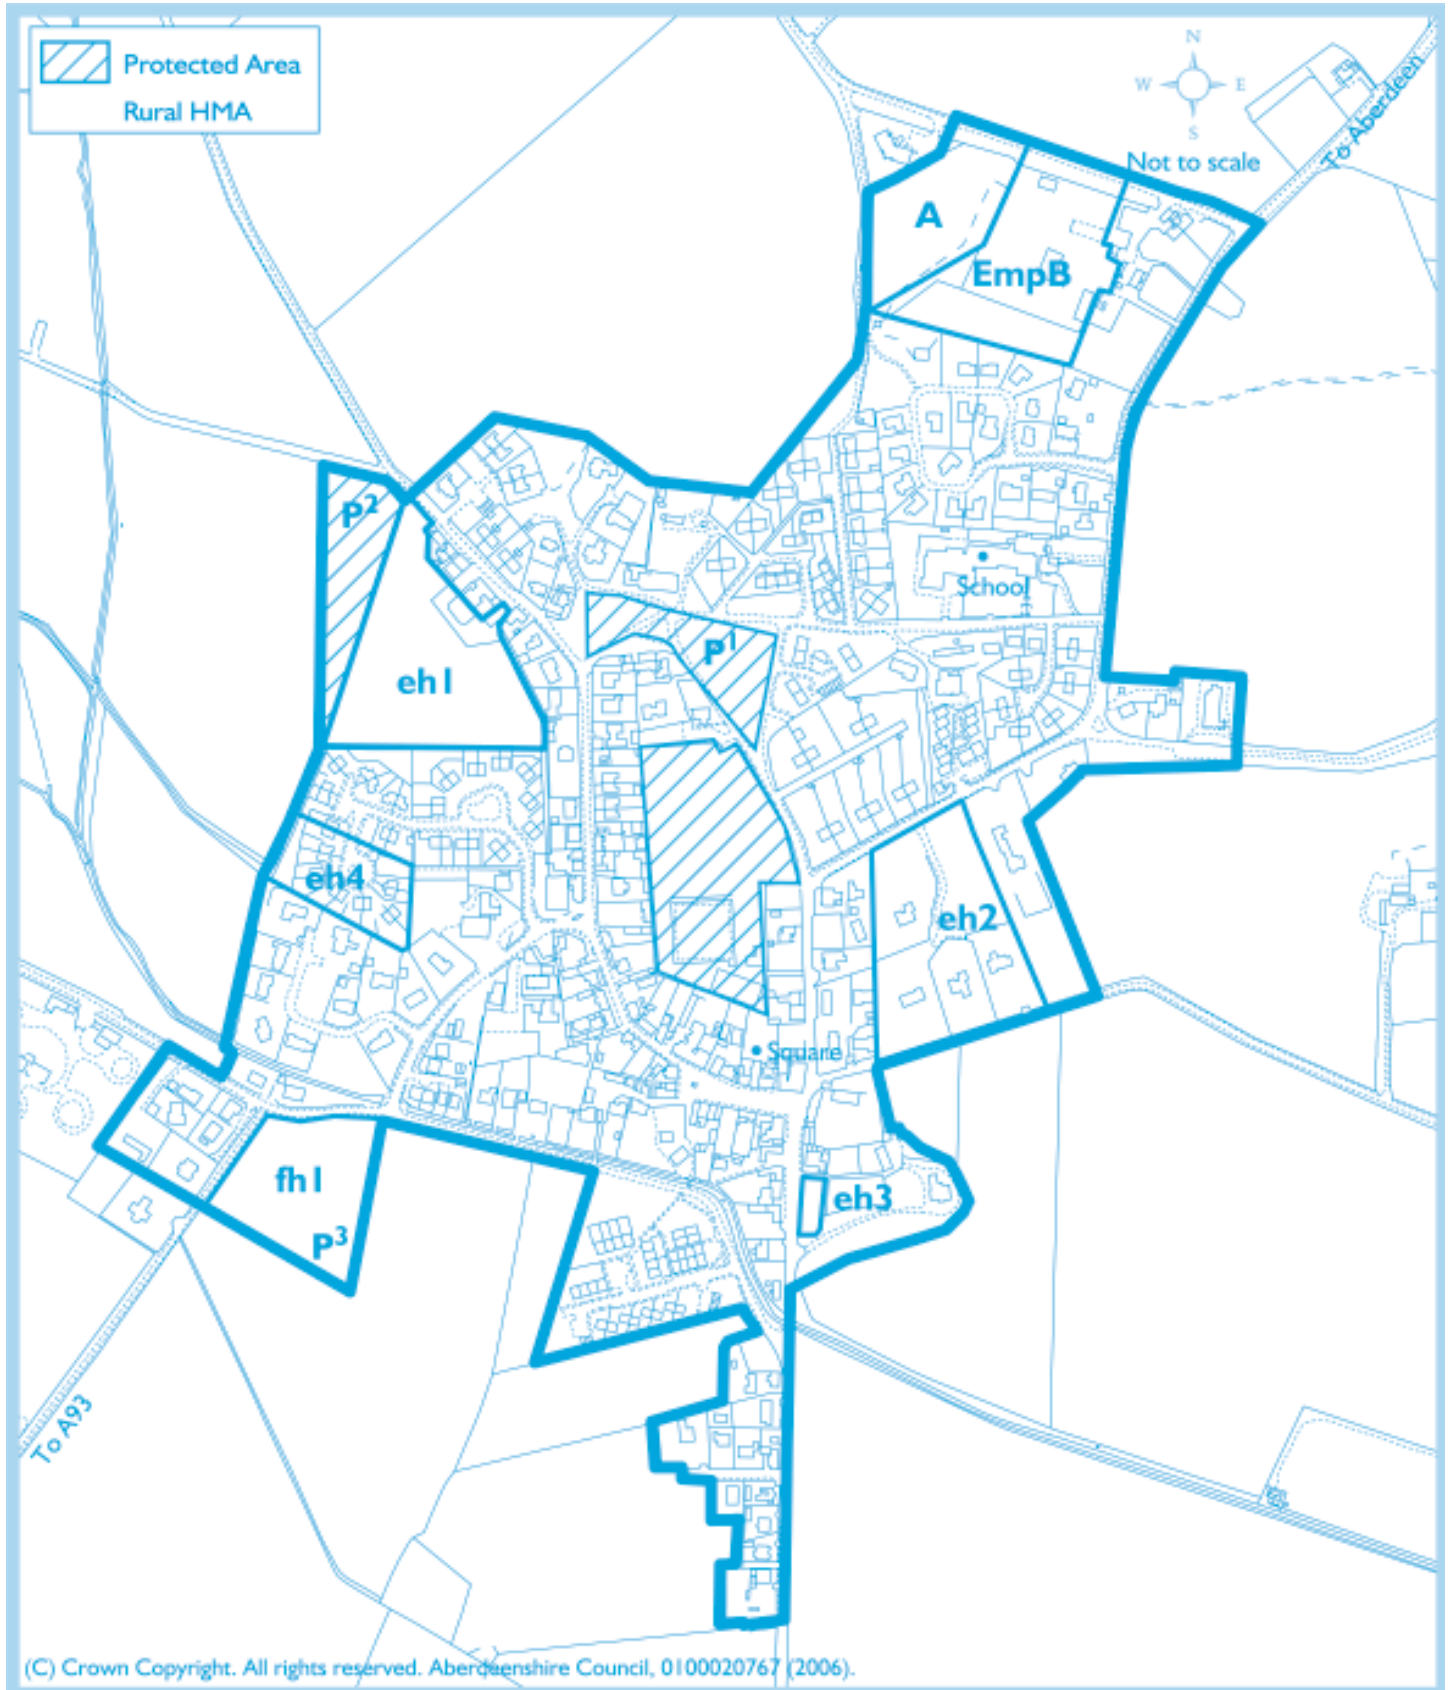 Protected Area
Rural HMA
N
W E
S
Not to scale
To Aberdeen
A
EmpB
P²
School
P¹
eh1
eh4
eh2
Square
fh1
eh3
P³
To A93
(C) Crown Copyright. All rights reserved. Aberdeenshire Council, 0100020767 (2006).